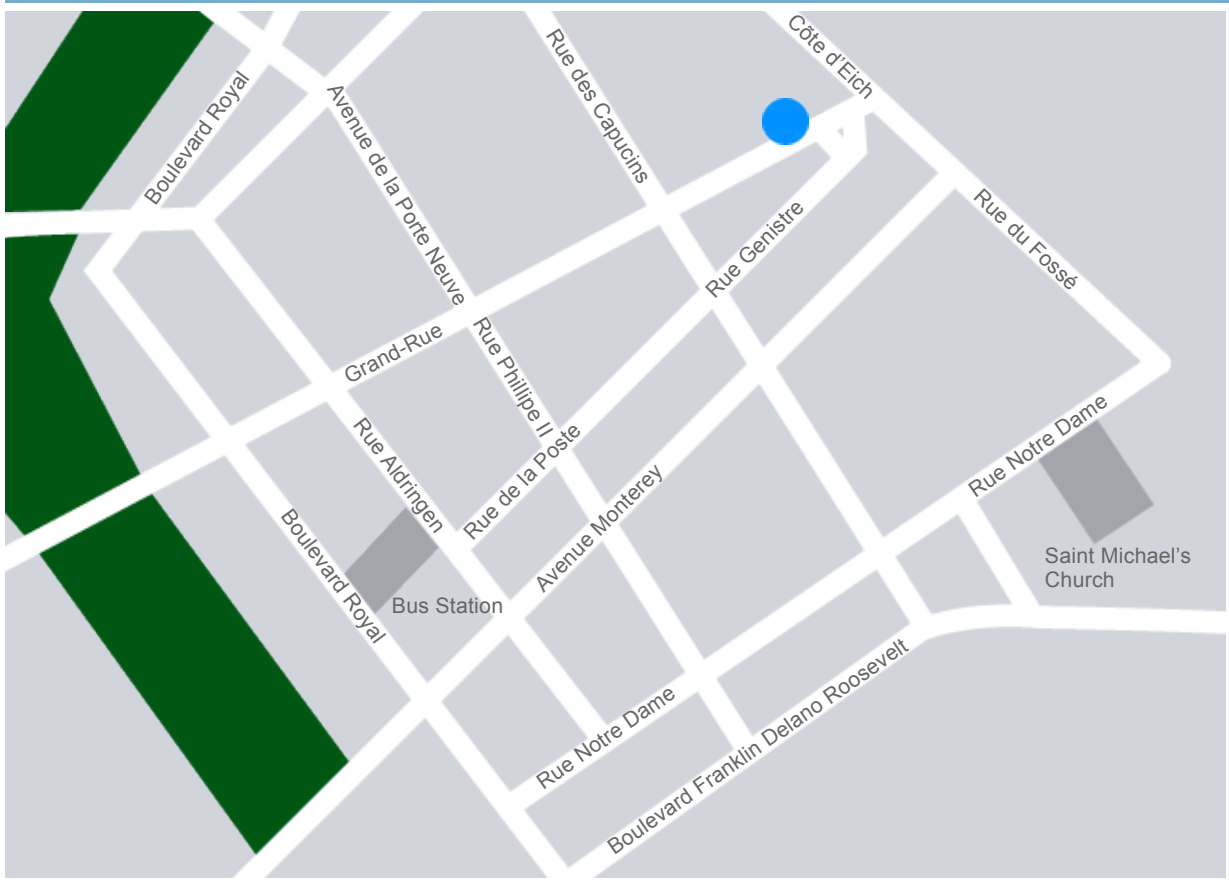 Côte d'Eich
Rue des Capucins
Boulevard Royal
Avenue de la Porte Neuve
Rue Genistre
Rue du Fossé
Grand-Rue
Rue Phillipe II
Rue Aldringen
Rue de la Poste
Avenue Monterey
Rue Notre Dame
Boulevard Royal
Saint Michael's
Church
Bus Station
Rue Notre Dame
Boulevard Franklin Delano Roosevelt